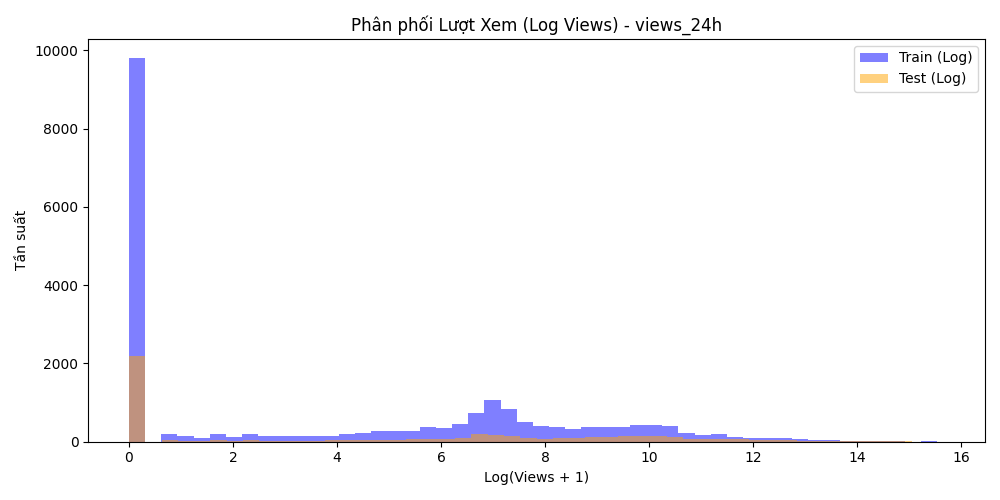 Phân phối Lượt Xem (Log Views) - views_24h
Train (Log)
Test (Log)
Tần suất
10000
8000
6000
4000
2000
0
0 2 4 6 8 10 12 14 16
Log(Views + 1)